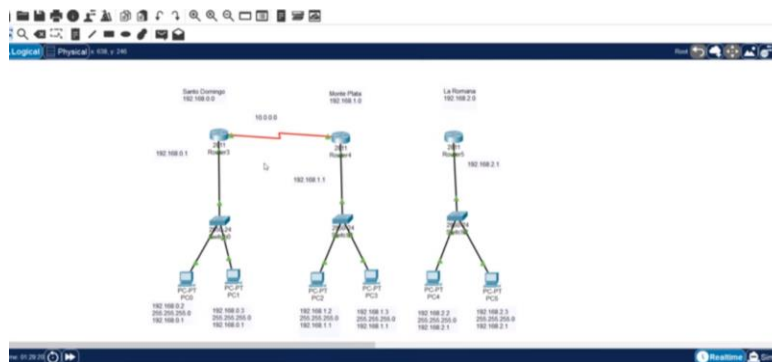 Logical
Physical
x: 638, y: 246
Root
Santo Domingo
192.168.0.0
Monte Plata
192.168.1.0
La Romana
192.168.2.0
10.0.0.0
2811
Router3
2811
Router4
2811
Router5
192.168.0.1
192.168.1.1
192.168.2.1
PC-PT
PC0
PC-PT
PC1
PC-PT
PC2
PC-PT
PC3
PC-PT
PC4
PC-PT
PC5
192.168.0.2
255.255.255.0
192.168.0.1
192.168.0.3
255.255.255.0
192.168.0.1
192.168.1.2
255.255.255.0
192.168.1.1
192.168.1.3
255.255.255.0
192.168.1.1
192.168.2.2
255.255.255.0
192.168.2.1
192.168.2.3
255.255.255.0
192.168.2.1
Realtime